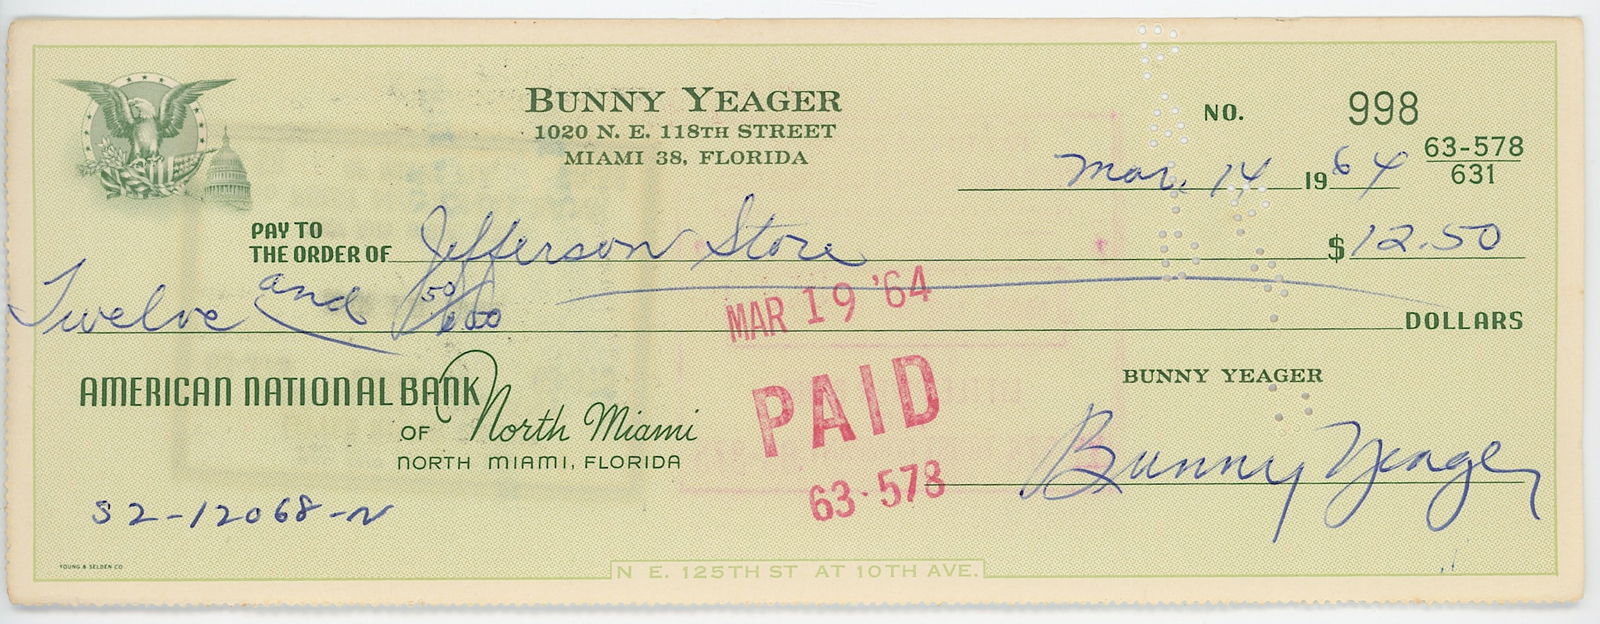 BUNNY YEAGER
1020 N. E. 118TH STREET
MIAMI 38, FLORIDA
NO. 998
63-578
631
Mar. 14 1964
PAY TO
THE ORDER OF Jefferson Store $12.50
Twelve and 50/100 DOLLARS
MAR 19 '64
PAID
63-578
AMERICAN NATIONAL BANK
OF North Miami
NORTH MIAMI, FLORIDA
BUNNY YEAGER
Bunny Yeager
S2-12068-N
YOUNG & SELDEN CO
N. E. 125TH ST AT 10TH AVE.